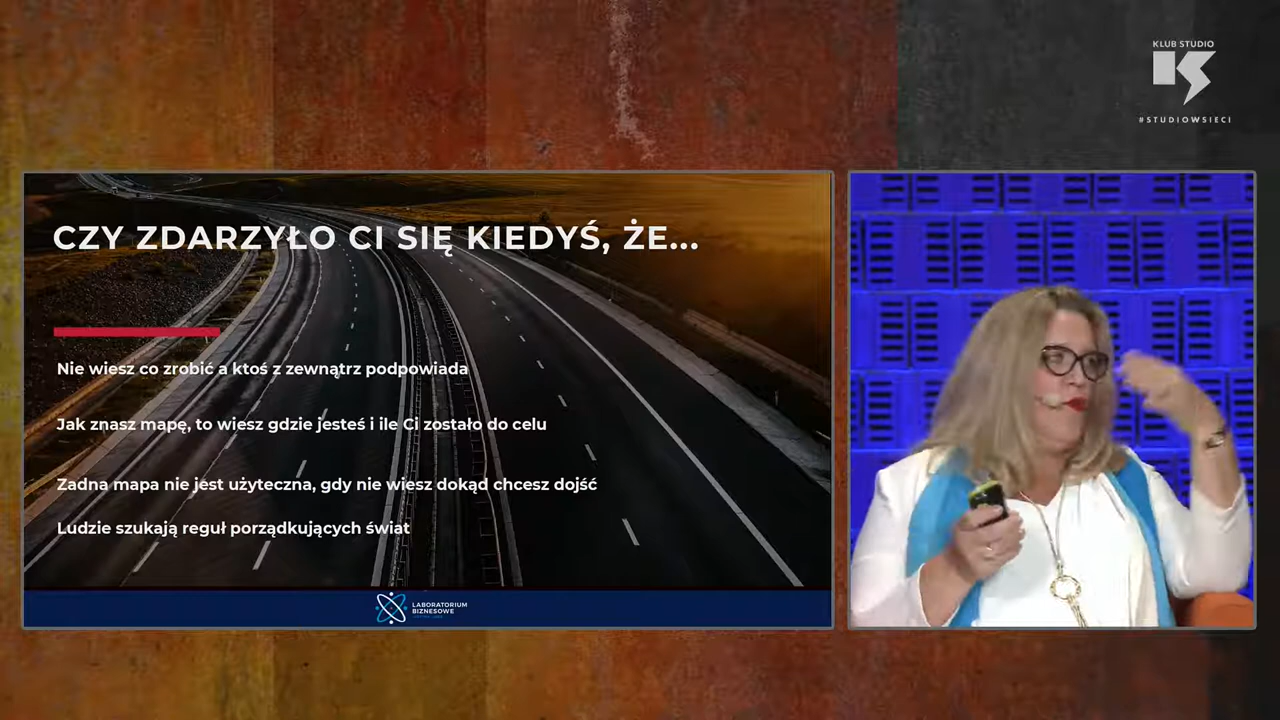 KLUB STUDIO
#STUDIOWSIECI
CZY ZDARZYŁO CI SIĘ KIEDYŚ, ŻE...
Nie wiesz co zrobić a ktoś z zewnątrz podpowiada
Jak znasz mapę, to wiesz gdzie jesteś i ile Ci zostało do celu
Żadna mapa nie jest użyteczna, gdy nie wiesz dokąd chcesz dojść
Ludzie szukają reguł porządkujących świat
LABORATORIUM
BIZNESOWE